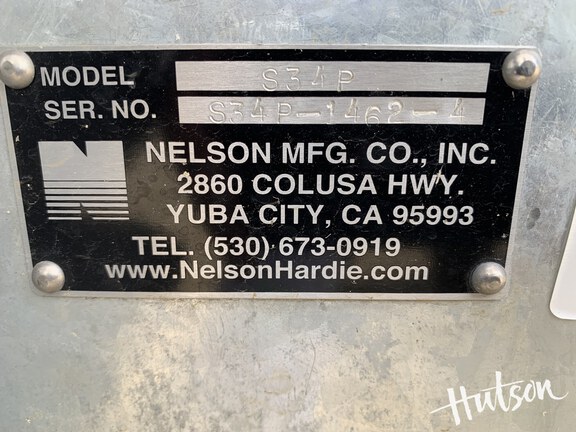 MODEL S34P
SER. NO. S34P-1462-4
N
NELSON MFG. CO., INC.
2860 COLUSA HWY.
YUBA CITY, CA 95993
TEL. (530) 673-0919
www.NelsonHardie.com
Hutson